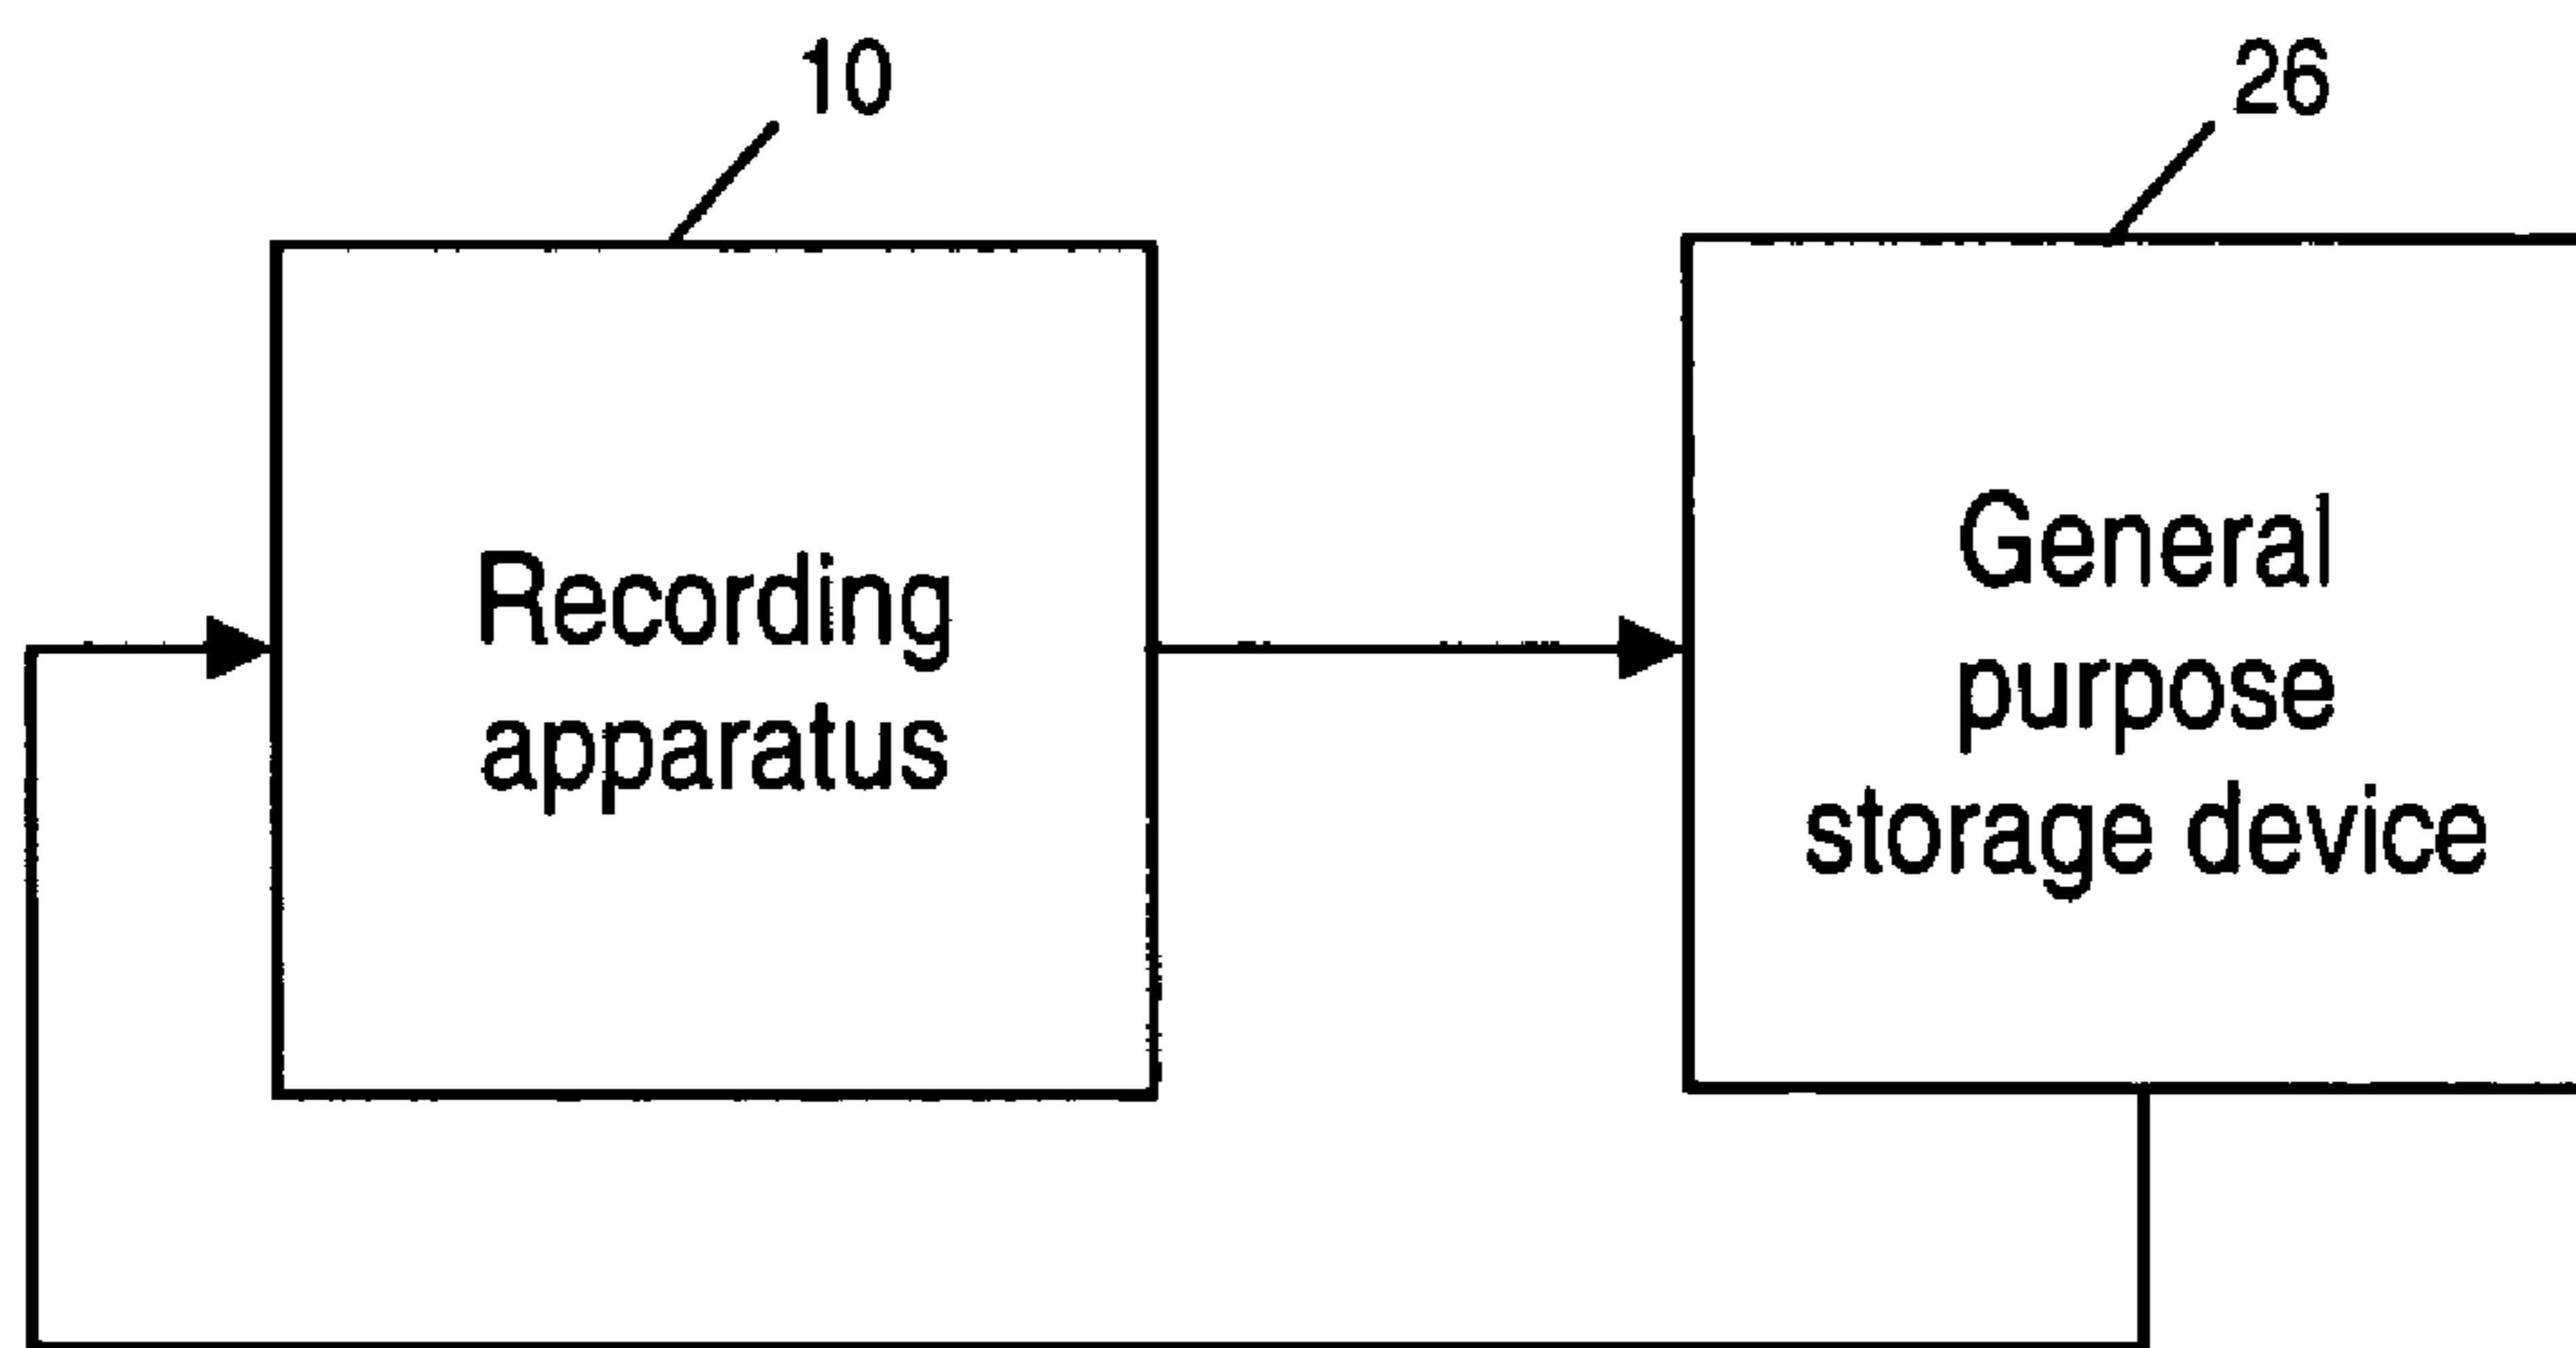 10
26
Recording
apparatus
General
purpose
storage device